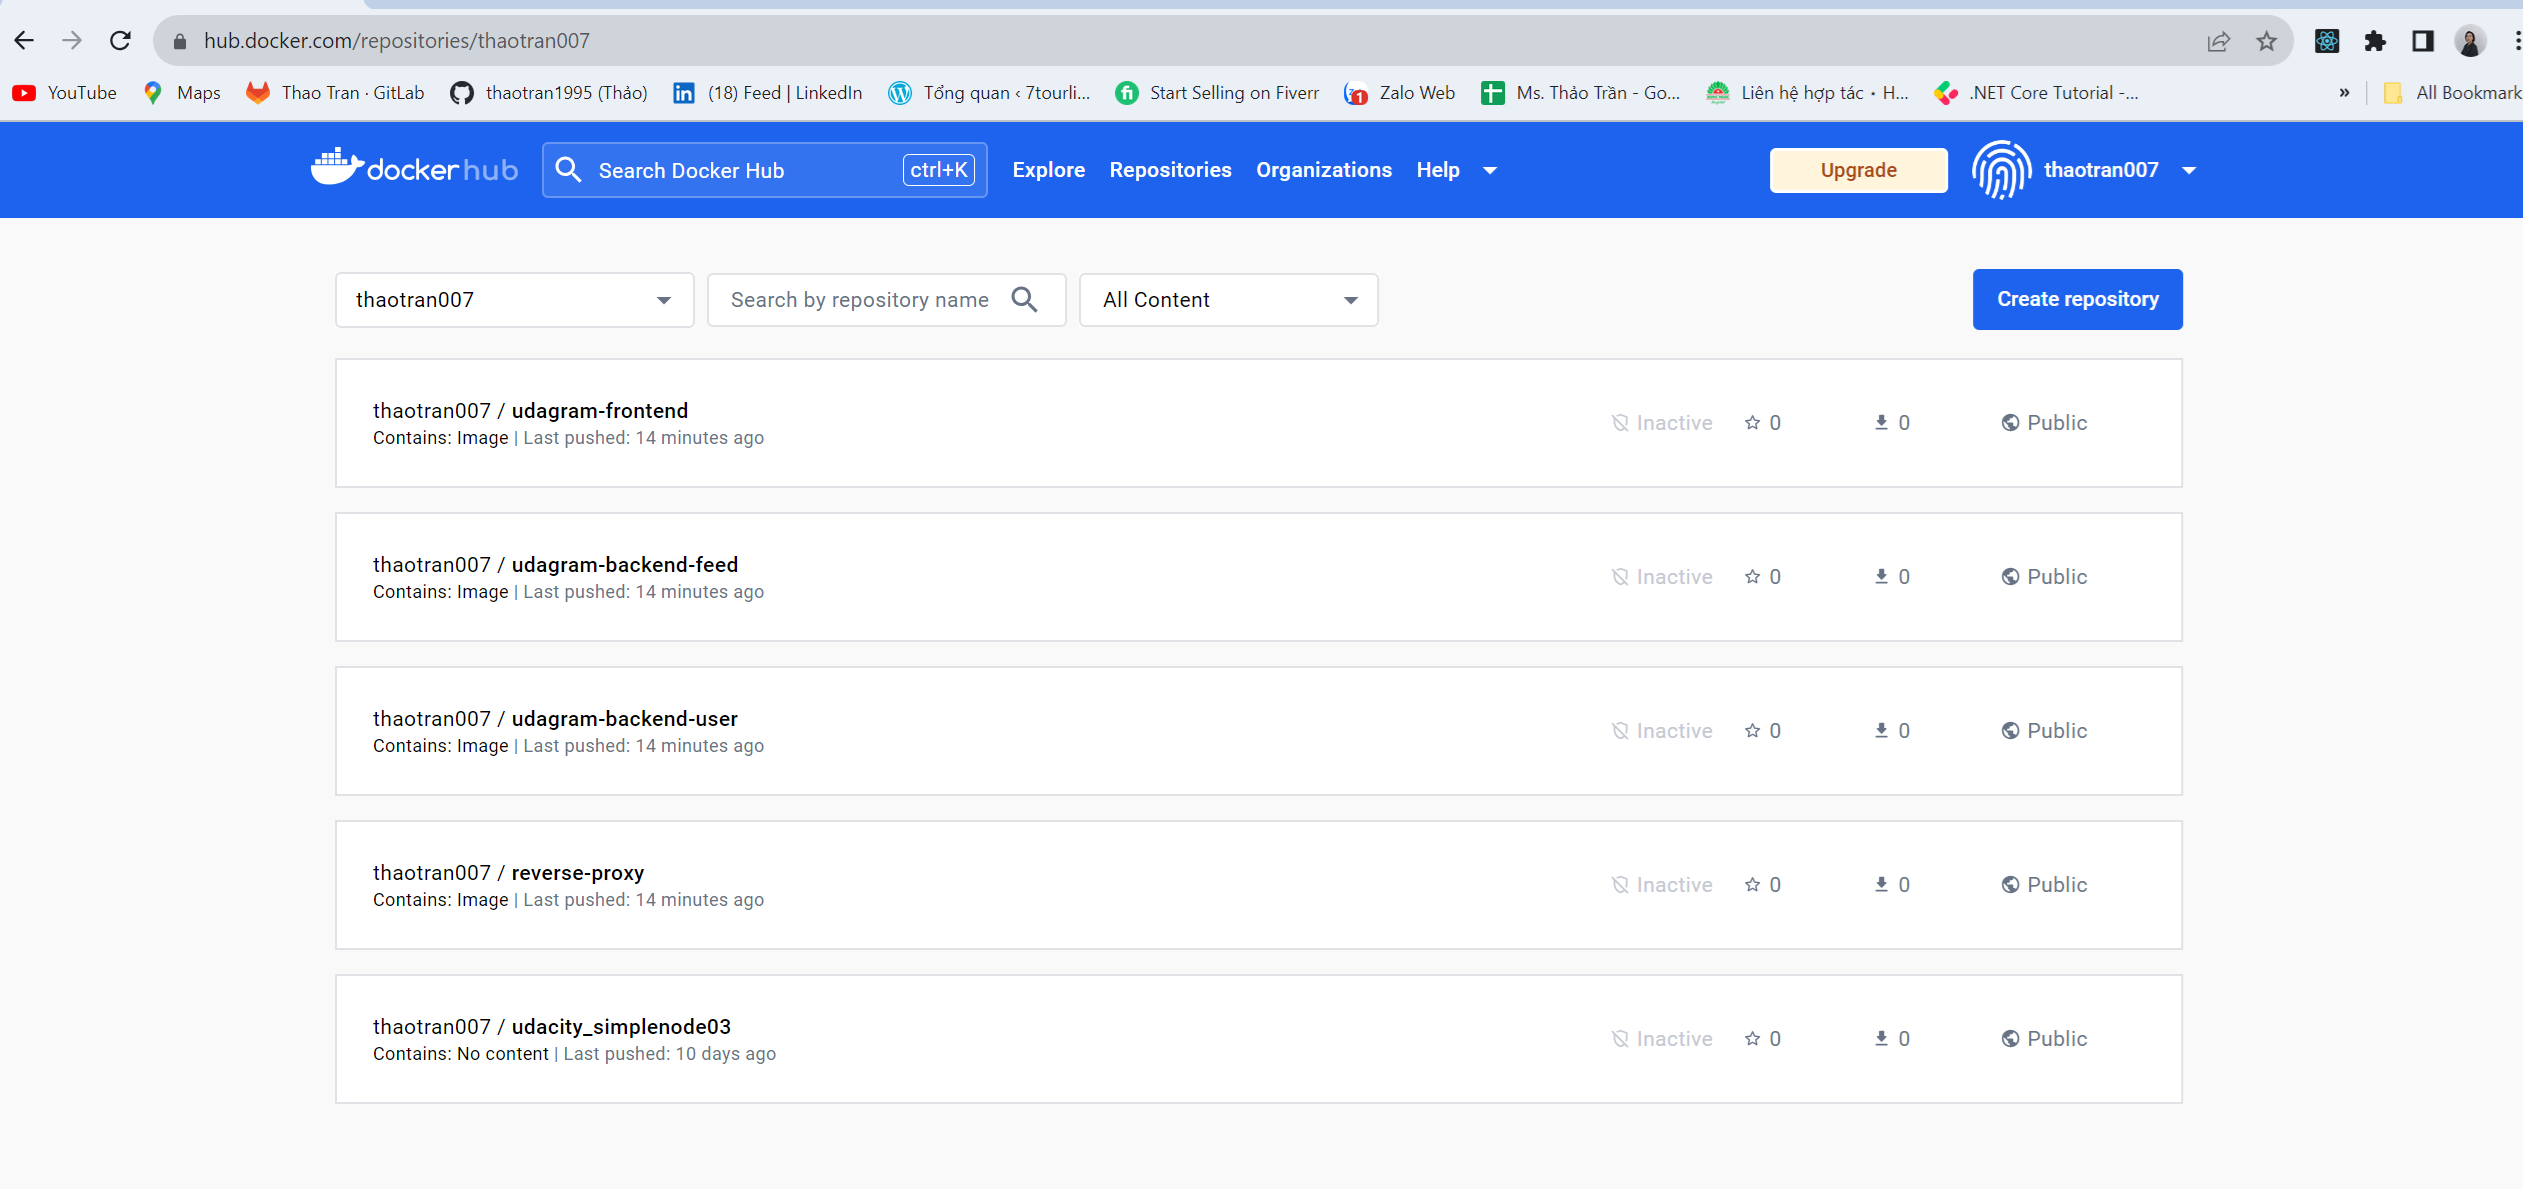 hub.docker.com/repositories/thaotran007
YouTube Maps Thao Tran · GitLab thaotran1995 (Thảo) (18) Feed | LinkedIn Tổng quan ‹ 7tourli... Start Selling on Fiverr Zalo Web Ms. Thảo Trần - Go... Liên hệ hợp tác • H... .NET Core Tutorial -... » All Bookmark
docker hub Search Docker Hub ctrl+K Explore Repositories Organizations Help Upgrade thaotran007
thaotran007 Search by repository name All Content Create repository
thaotran007 / udagram-frontend
Contains: Image | Last pushed: 14 minutes ago
Inactive 0 0 Public
thaotran007 / udagram-backend-feed
Contains: Image | Last pushed: 14 minutes ago
Inactive 0 0 Public
thaotran007 / udagram-backend-user
Contains: Image | Last pushed: 14 minutes ago
Inactive 0 0 Public
thaotran007 / reverse-proxy
Contains: Image | Last pushed: 14 minutes ago
Inactive 0 0 Public
thaotran007 / udacity_simplenode03
Contains: No content | Last pushed: 10 days ago
Inactive 0 0 Public